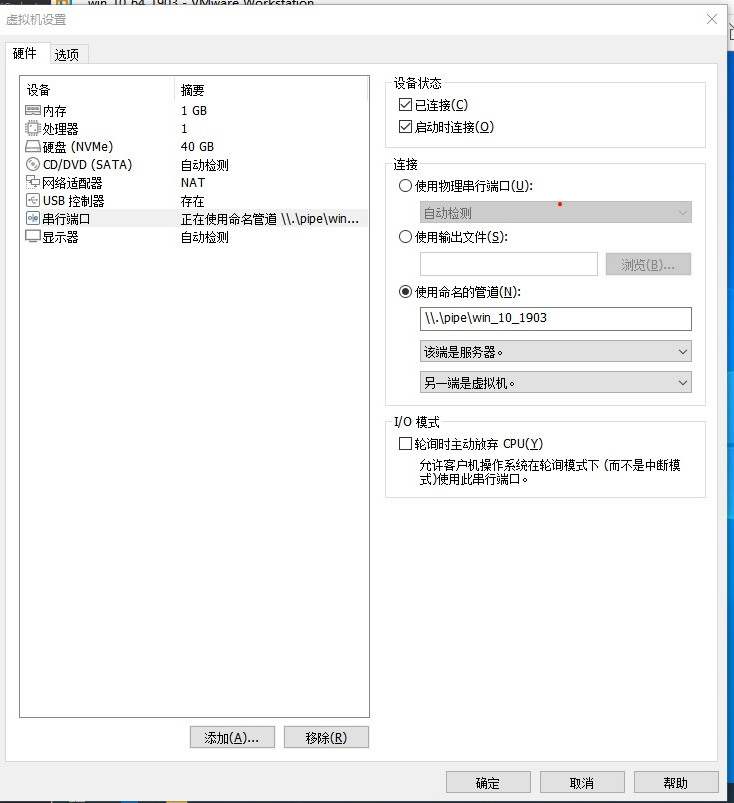 win_10_64_1903 - VMware Workstation
虚拟机设置
硬件 选项
设备 摘要
内存 1 GB
处理器 1
硬盘 (NVMe) 40 GB
CD/DVD (SATA) 自动检测
网络适配器 NAT
USB 控制器 存在
串行端口 正在使用命名管道 \\.\pipe\win...
显示器 自动检测
添加(A)... 移除(R)
设备状态
已连接(C)
启动时连接(O)
连接
使用物理串行端口(U):
自动检测
使用输出文件(S):
浏览(B)...
使用命名的管道(N):
\\.\pipe\win_10_1903
该端是服务器。
另一端是虚拟机。
I/O 模式
轮询时主动放弃 CPU(Y)
允许客户机操作系统在轮询模式下 (而不是中断模
式)使用此串行端口。
确定 取消 帮助